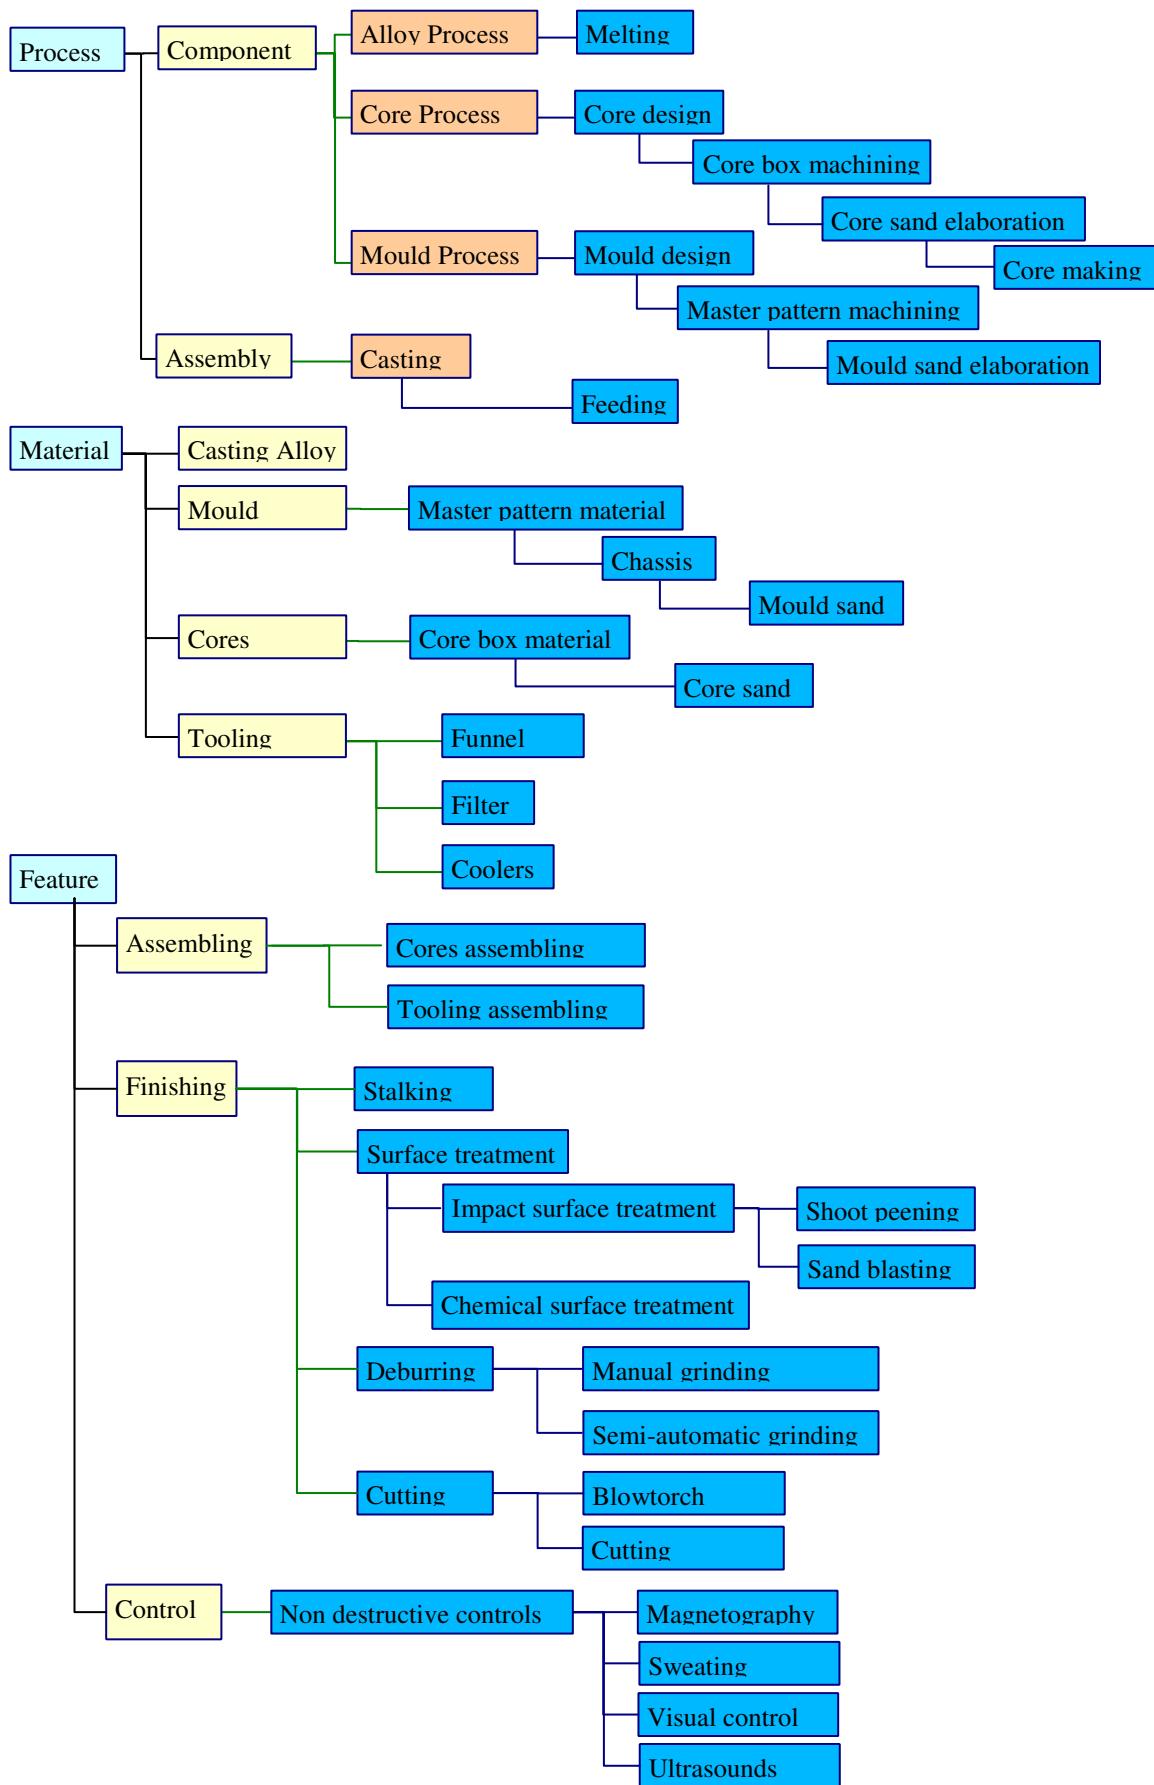 Process
Component
Alloy Process
Melting
Core Process
Core design
Core box machining
Core sand elaboration
Core making
Mould Process
Mould design
Master pattern machining
Mould sand elaboration
Assembly
Casting
Feeding
Material
Casting Alloy
Mould
Master pattern material
Chassis
Mould sand
Cores
Core box material
Core sand
Tooling
Funnel
Filter
Coolers
Feature
Assembling
Cores assembling
Tooling assembling
Finishing
Stalking
Surface treatment
Impact surface treatment
Shoot peening
Sand blasting
Chemical surface treatment
Deburring
Manual grinding
Semi-automatic grinding
Cutting
Blowtorch
Cutting
Control
Non destructive controls
Magnetography
Sweating
Visual control
Ultrasounds